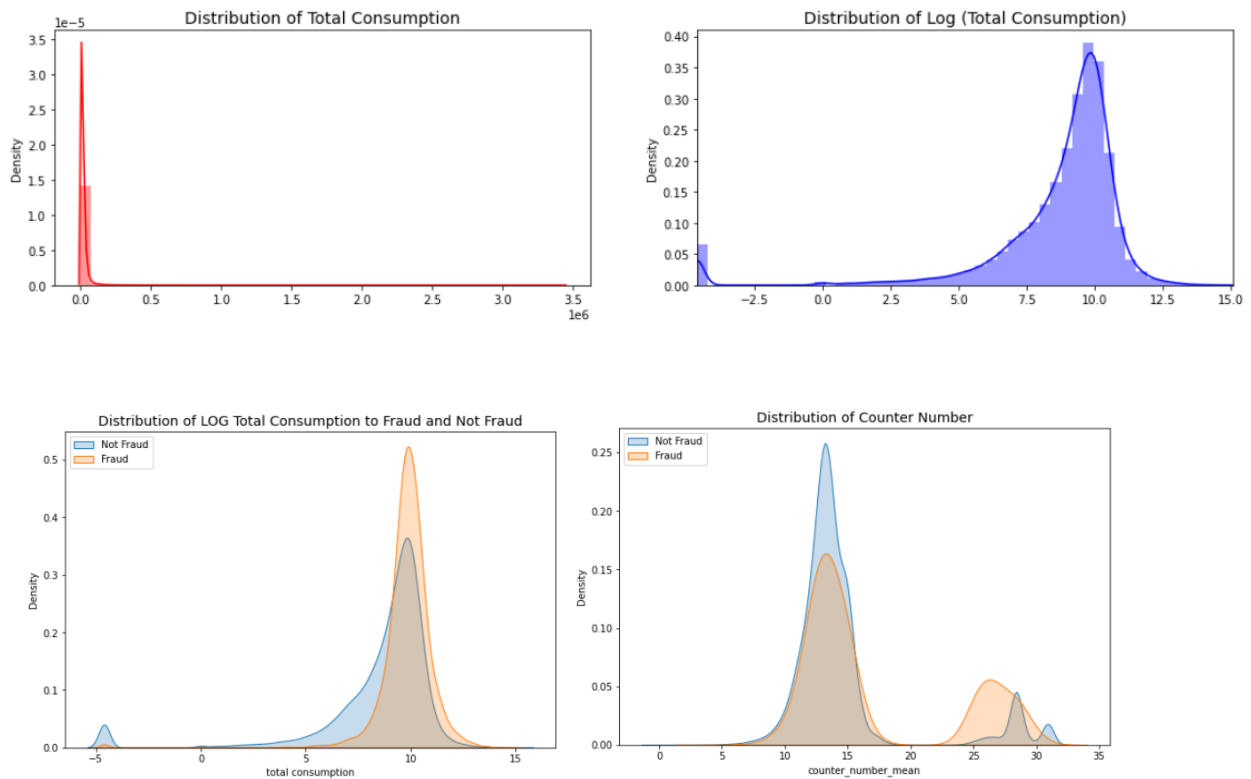 Distribution of Total Consumption
1e−5
3.5
3.0
2.5
2.0
1.5
1.0
0.5
0.0
Density
0.0 0.5 1.0 1.5 2.0 2.5 3.0 3.5
1e6
Distribution of Log (Total Consumption)
0.40
0.35
0.30
0.25
0.20
0.15
0.10
0.05
0.00
Density
−2.5 0.0 2.5 5.0 7.5 10.0 12.5 15.0
Distribution of LOG Total Consumption to Fraud and Not Fraud
Not Fraud
Fraud
0.5
0.4
0.3
0.2
0.1
0.0
Density
−5 0 5 10 15
total consumption
Distribution of Counter Number
Not Fraud
Fraud
0.25
0.20
0.15
0.10
0.05
0.00
Density
0 5 10 15 20 25 30 35
counter_number_mean